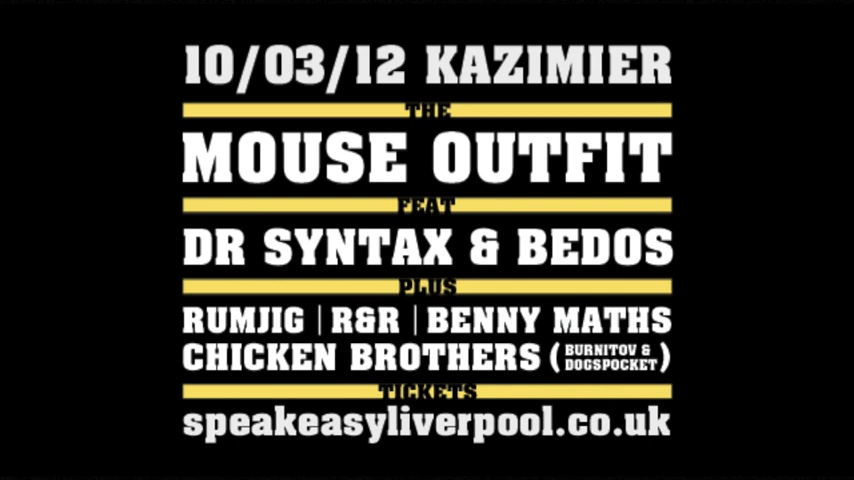 10/03/12 KAZIMIER
THE
MOUSE OUTFIT
FEAT
DR SYNTAX & BEDOS
PLUS
RUMJIG | R&R | BENNY MATHS
CHICKEN BROTHERS (BURNITOV & DOGSPOCKET)
TICKETS
speakeasyliverpool.co.uk